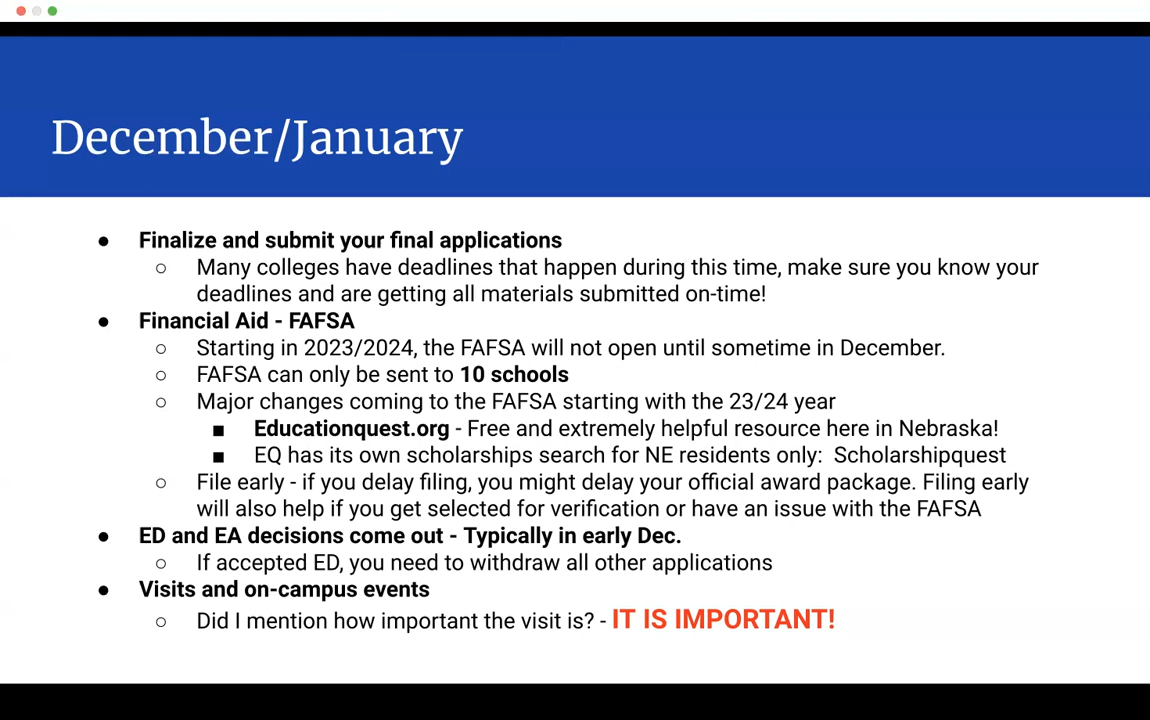 December/January
● Finalize and submit your final applications
○ Many colleges have deadlines that happen during this time, make sure you know your
deadlines and are getting all materials submitted on-time!
● Financial Aid - FAFSA
○ Starting in 2023/2024, the FAFSA will not open until sometime in December.
○ FAFSA can only be sent to 10 schools
○ Major changes coming to the FAFSA starting with the 23/24 year
■ Educationquest.org - Free and extremely helpful resource here in Nebraska!
■ EQ has its own scholarships search for NE residents only: Scholarshipquest
○ File early - if you delay filing, you might delay your official award package. Filing early
will also help if you get selected for verification or have an issue with the FAFSA
● ED and EA decisions come out - Typically in early Dec.
○ If accepted ED, you need to withdraw all other applications
● Visits and on-campus events
○ Did I mention how important the visit is? - IT IS IMPORTANT!